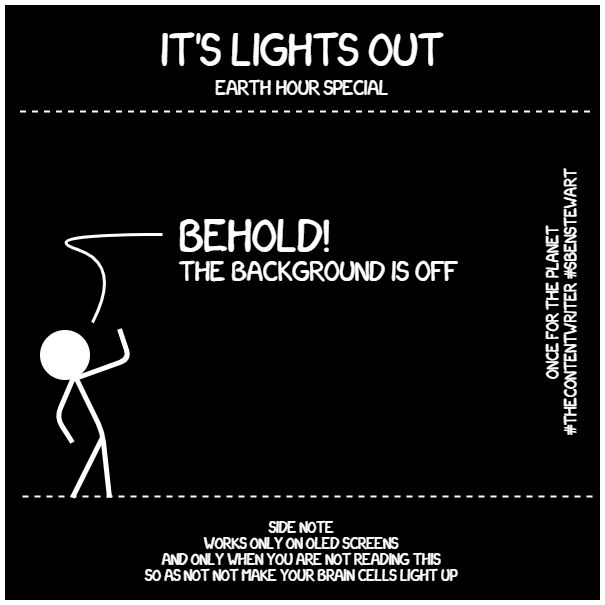 IT'S LIGHTS OUT
EARTH HOUR SPECIAL
BEHOLD!
THE BACKGROUND IS OFF
ONCE FOR THE PLANET
#THECONTENTWRITER #SBENSTEWART
SIDE NOTE
WORKS ONLY ON OLED SCREENS
AND ONLY WHEN YOU ARE NOT READING THIS
SO AS NOT NOT MAKE YOUR BRAIN CELLS LIGHT UP